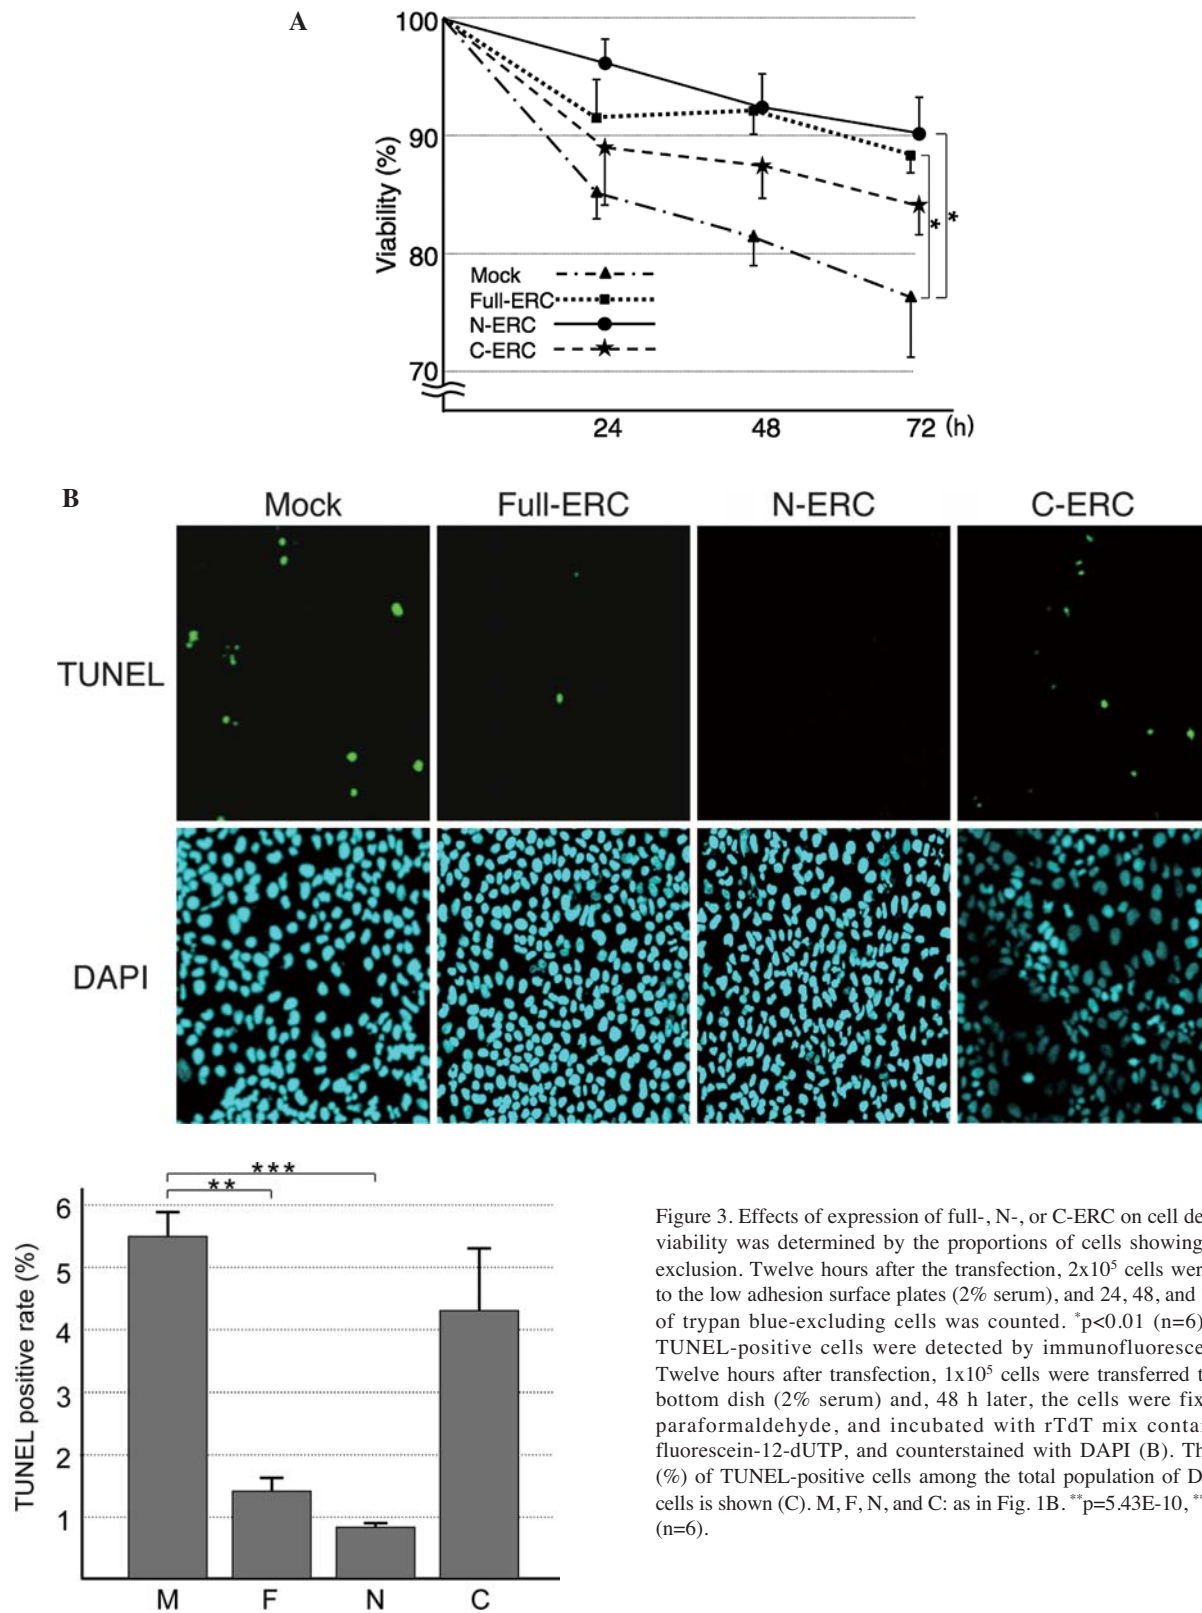 A
100
90
80
70
Viability (%)
Mock
Full-ERC
N-ERC
C-ERC
*
*
24 48 72 (h)
B
Mock Full-ERC N-ERC C-ERC
TUNEL
DAPI
***
**
6
5
4
3
2
1
TUNEL positive rate (%)
M F N C
Figure 3. Effects of expression of full-, N-, or C-ERC on cell de
viability was determined by the proportions of cells showing
exclusion. Twelve hours after the transfection, 2x10⁵ cells wer
to the low adhesion surface plates (2% serum), and 24, 48, and
of trypan blue-excluding cells was counted. *p<0.01 (n=6)
TUNEL-positive cells were detected by immunofluoresce
Twelve hours after transfection, 1x10⁵ cells were transferred t
bottom dish (2% serum) and, 48 h later, the cells were fix
paraformaldehyde, and incubated with rTdT mix contai
fluorescein-12-dUTP, and counterstained with DAPI (B). Th
(%) of TUNEL-positive cells among the total population of D
cells is shown (C). M, F, N, and C: as in Fig. 1B. **p=5.43E-10, **
(n=6).